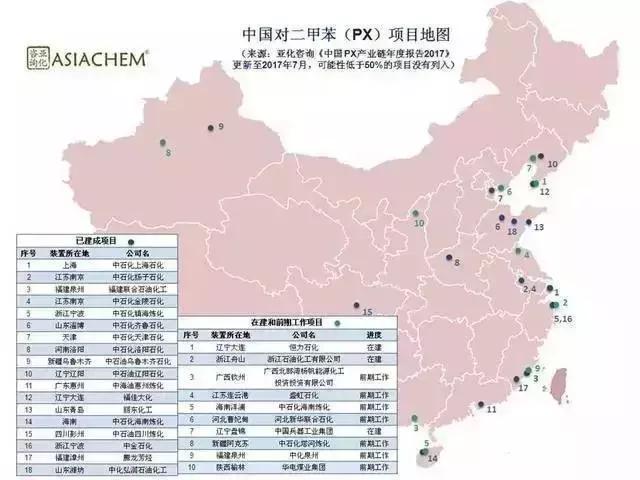 中国对二甲苯（PX）项目地图
（来源：亚化咨询《中国PX产业链年度报告2017》
更新至2017年7月，可能性低于50%的项目没有列入）
亚化咨询 ASIACHEM®
9
8
10
1
12
6
7
10
6
18
13
8
4
2,4
1
2
5,16
15
9
3
17
11
3
5
14
已建成项目
序号 装置所在地 公司名
1 上海 中石化上海石化
2 江苏南京 中石化扬子石化
3 福建泉州 福建联合石油化工
4 江苏南京 中石化金陵石化
5 浙江宁波 中石化镇海炼化
6 山东淄博 中石化齐鲁石化
7 天津 中石化天津石化
8 河南洛阳 中石化洛阳石化
9 新疆乌鲁木齐 中石油乌鲁木齐石化
10 辽宁辽阳 中石油辽阳石化
11 广东惠州 中海油惠州炼化
12 辽宁大连 福佳大化
13 山东青岛 丽东化工
14 海南 中石化海南炼化
15 四川彭州 中石油四川炼化
16 浙江宁波 中金石化
17 福建漳州 腾龙芳烃
18 山东潍坊 中化弘润石油化工
在建和前期工作项目
序号 装置所在地 公司名 进度
1 辽宁大连 恒力石化 在建
2 浙江舟山 浙江石油化工有限公司 在建
3 广西钦州 广西北部湾杨帆能源化工
投资投资有限公司 前期工作
4 江苏连云港 盛虹石化 前期工作
5 海南洋浦 中石化海南炼化 前期工作
6 河北曹妃甸 河北新华联合石化 前期工作
7 辽宁盘锦 中国兵器工业集团 在建
8 新疆阿克苏 中石化塔河炼化 前期工作
9 福建泉州 中化泉州 前期工作
10 陕西榆林 华电煤业集团 前期工作